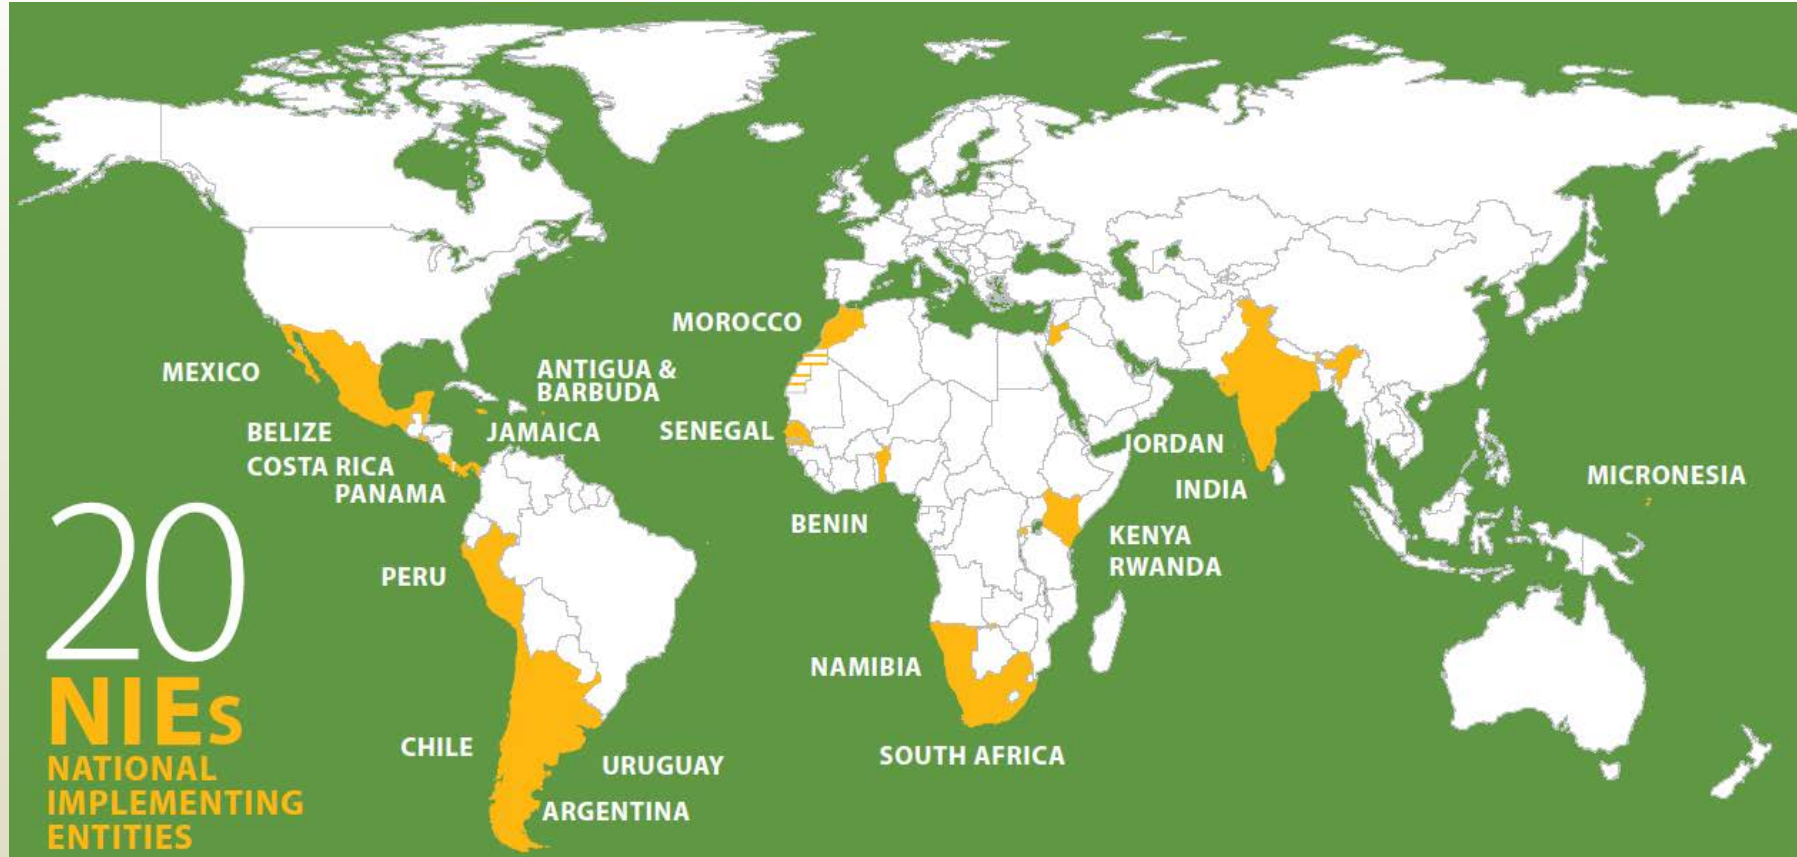 MOROCCO
MEXICO
ANTIGUA &
BARBUDA
BELIZE
JAMAICA
SENEGAL
JORDAN
COSTA RICA
PANAMA
INDIA
MICRONESIA
BENIN
KENYA
RWANDA
PERU
NAMIBIA
CHILE
URUGUAY
SOUTH AFRICA
ARGENTINA
20
NIEs
NATIONAL
IMPLEMENTING
ENTITIES